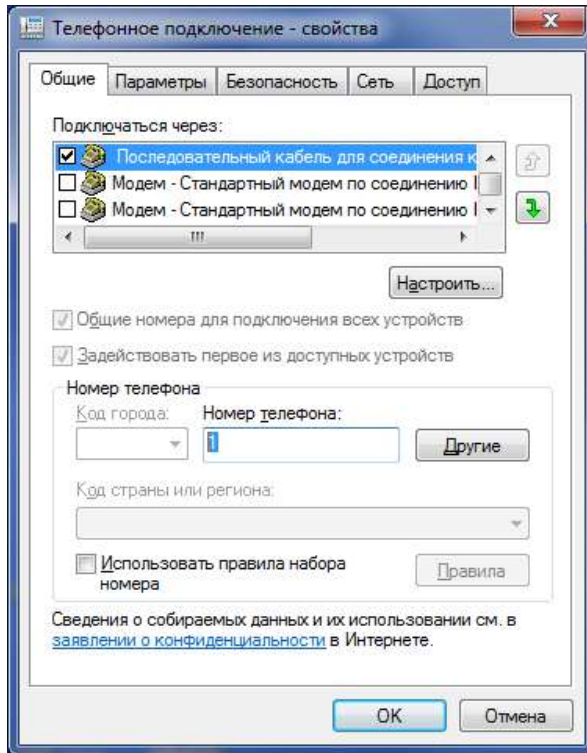 Телефонное подключение - свойства
Общие Параметры Безопасность Сеть Доступ
Подключаться через:
Последовательный кабель для соединения к
Модем - Стандартный модем по соединению
Модем - Стандартный модем по соединению
Настроить...
Общие номера для подключения всех устройств
Задействовать первое из доступных устройств
Номер телефона
Код города: Номер телефона:
1
Другие
Код страны или региона:
Использовать правила набора
номера
Правила
Сведения о собираемых данных и их использовании см. в
заявлении о конфиденциальности в Интернете.
OK Отмена